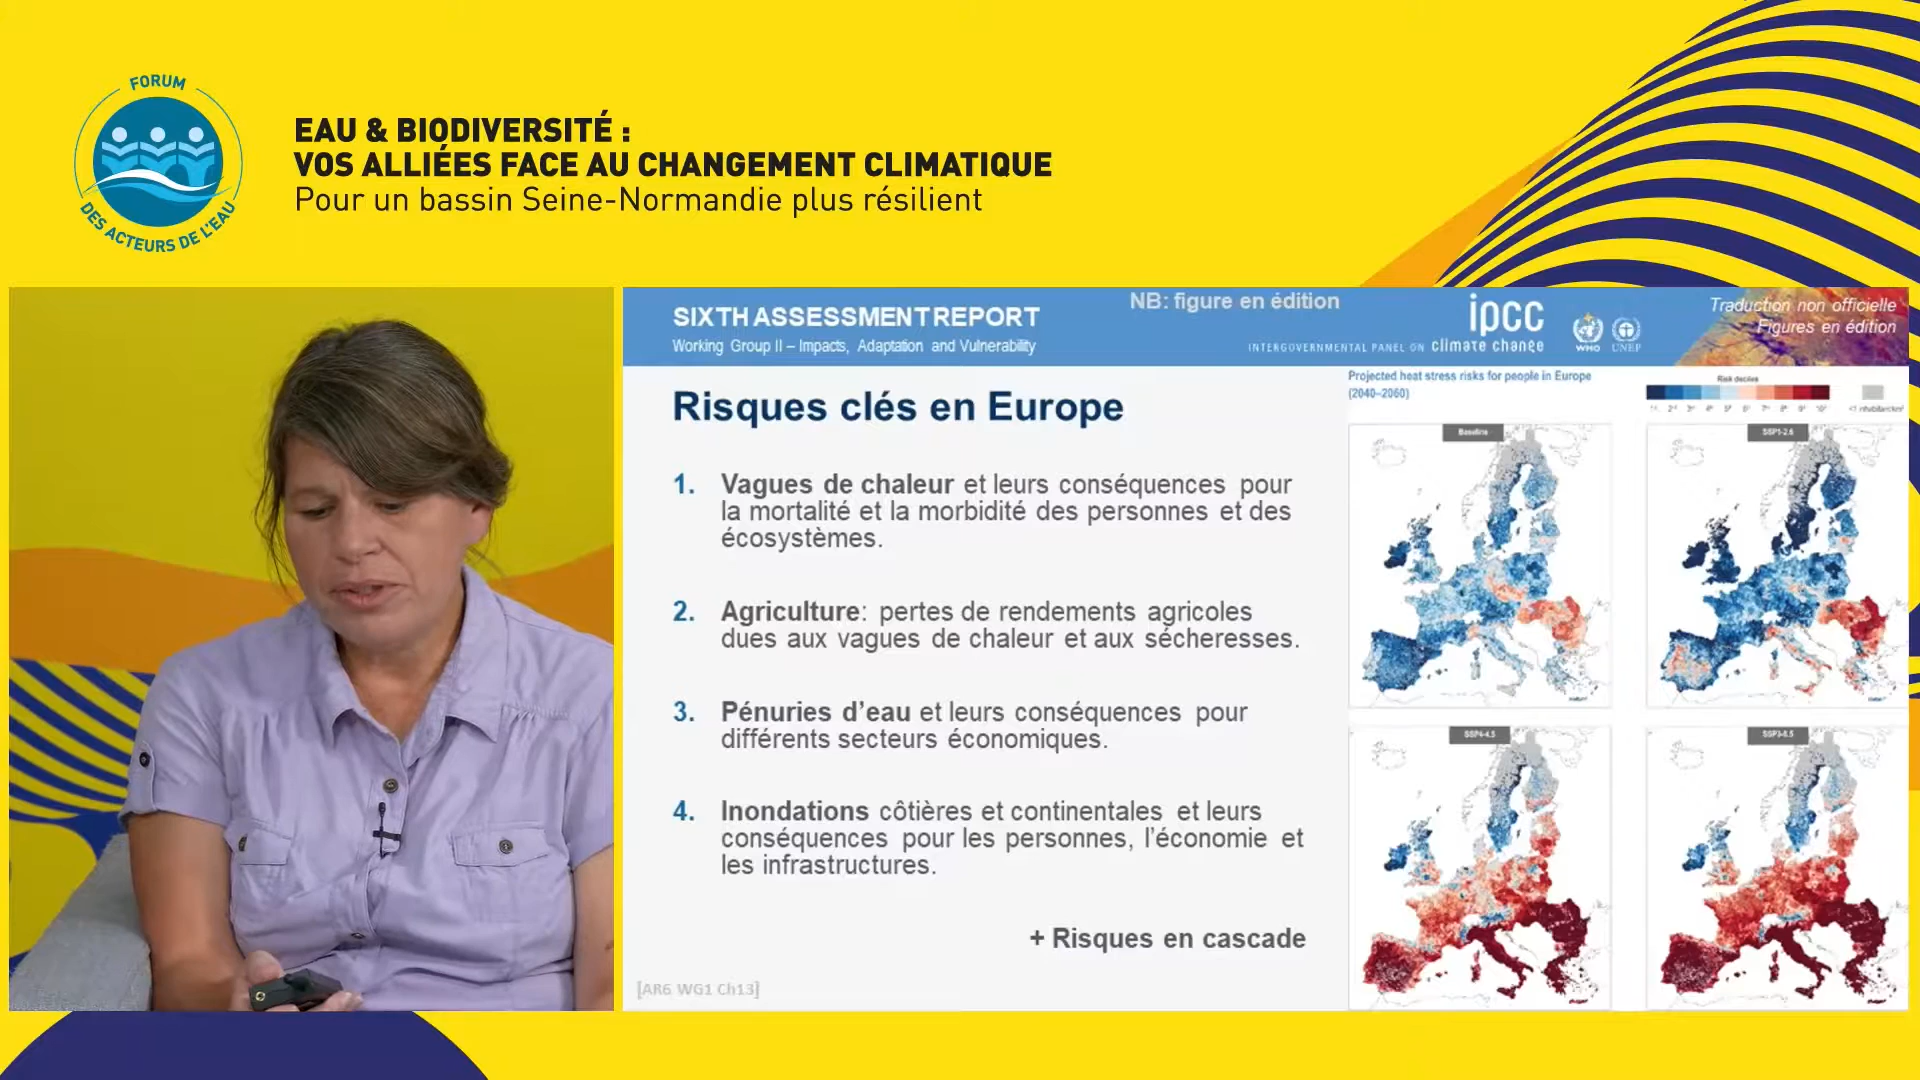 FORUM
DES ACTEURS DE L'EAU
EAU & BIODIVERSITÉ :
VOS ALLIÉES FACE AU CHANGEMENT CLIMATIQUE
Pour un bassin Seine-Normandie plus résilient
SIXTH ASSESSMENT REPORT
Working Group II – Impacts, Adaptation and Vulnerability
NB: figure en édition
ipcc
INTERGOVERNMENTAL PANEL ON climate change
WMO
UNEP
Traduction non officielle
Figures en édition
Risques clés en Europe
1. Vagues de chaleur et leurs conséquences pour
la mortalité et la morbidité des personnes et des
écosystèmes.
2. Agriculture: pertes de rendements agricoles
dues aux vagues de chaleur et aux sécheresses.
3. Pénuries d'eau et leurs conséquences pour
différents secteurs économiques.
4. Inondations côtières et continentales et leurs
conséquences pour les personnes, l'économie et
les infrastructures.
+ Risques en cascade
[AR6 WG1 Ch13]
Projected heat stress risks for people in Europe
(2040–2060)
Risk deciles
Baseline
SSP1-2.6
SSP4-4.5